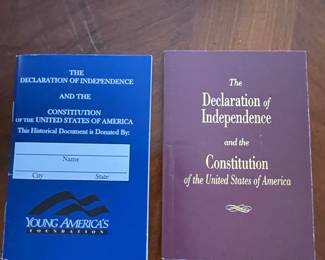 THE
DECLARATION OF INDEPENDENCE
AND THE
CONSTITUTION
OF THE UNITED STATES OF AMERICA
This Historical Document is Donated By:
Name
City State
YOUNG AMERICA'S
FOUNDATION
The
Declaration of
Independence
and the
Constitution
of the United States of America